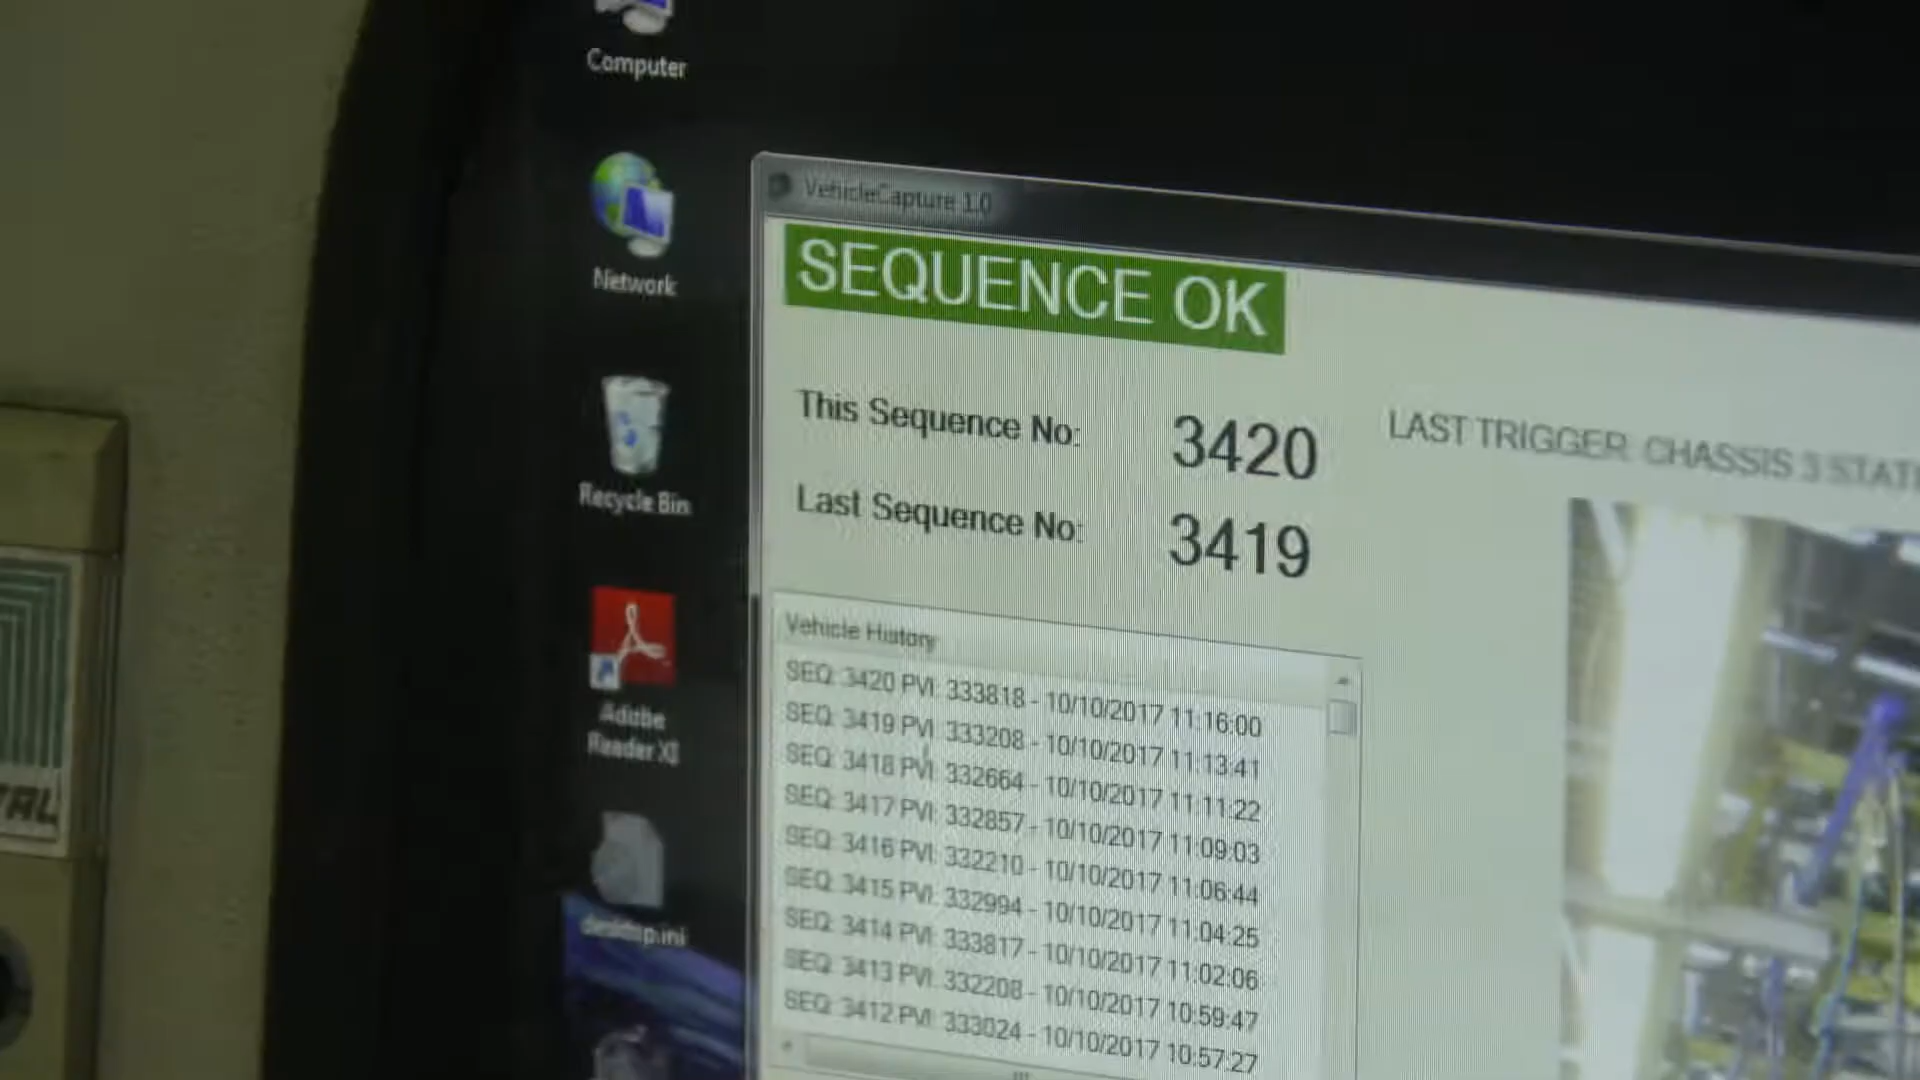 Computer
Network
Recycle Bin
Adobe
Reader XI
desktop.ini
VehicleCapture 1.0
SEQUENCE OK
This Sequence No: 3420
Last Sequence No: 3419
LAST TRIGGER: CHASSIS 3 STATI
Vehicle History
SEQ: 3420 PVI: 333818 - 10/10/2017 11:16:00
SEQ: 3419 PVI: 333208 - 10/10/2017 11:13:41
SEQ: 3418 PVI: 332664 - 10/10/2017 11:11:22
SEQ: 3417 PVI: 332857 - 10/10/2017 11:09:03
SEQ: 3416 PVI: 332210 - 10/10/2017 11:06:44
SEQ: 3415 PVI: 332994 - 10/10/2017 11:04:25
SEQ: 3414 PVI: 333817 - 10/10/2017 11:02:06
SEQ: 3413 PVI: 332208 - 10/10/2017 10:59:47
SEQ: 3412 PVI: 333024 - 10/10/2017 10:57:27